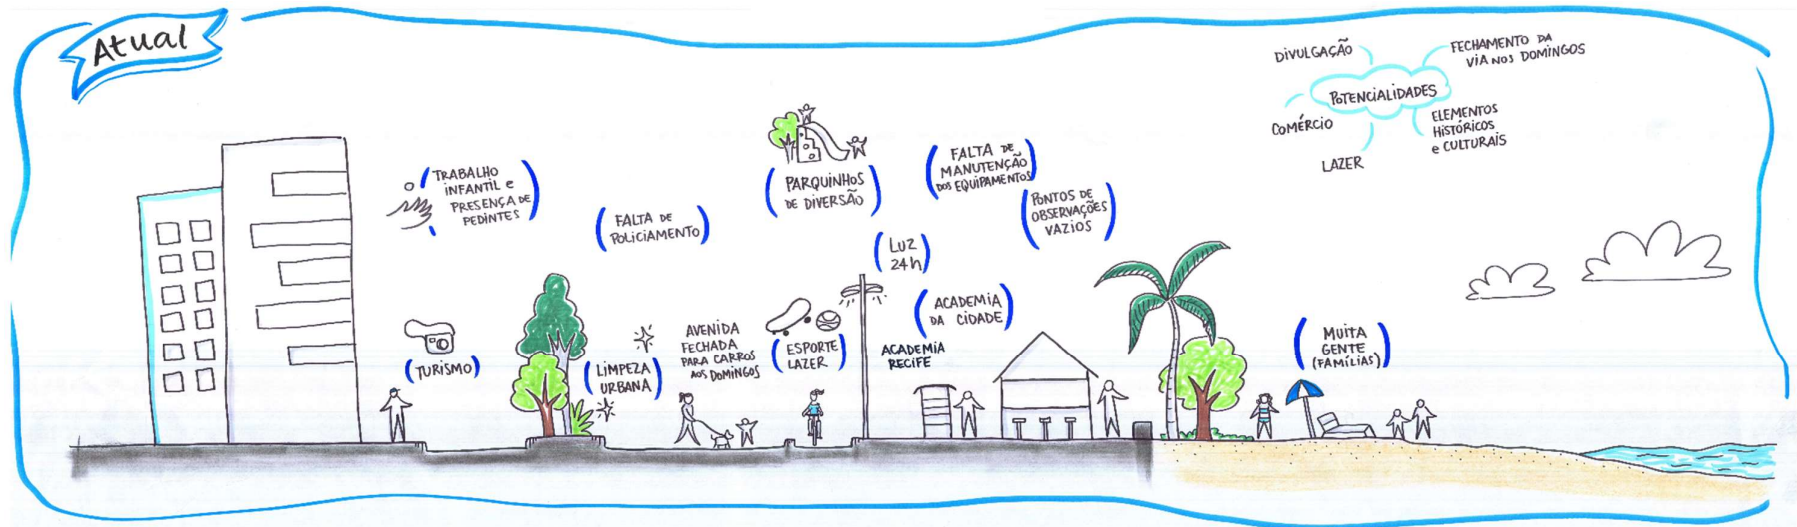 Atual
DIVULGAÇÃO
FECHAMENTO DA
VIA NOS DOMINGOS
POTENCIALIDADES
COMÉRCIO
ELEMENTOS
HISTÓRICOS
e CULTURAIS
LAZER
TRABALHO
INFANTIL e
PRESENÇA DE
PEDINTES
FALTA DE
POLICIAMENTO
PARQUINHOS
DE DIVERSÃO
FALTA DE
MANUTENÇÃO
DOS EQUIPAMENTOS
PONTOS DE
OBSERVAÇÕES
VAZIOS
LUZ
24h
ACADEMIA
DA CIDADE
TURISMO
LIMPEZA
URBANA
AVENIDA
FECHADA
PARA CARROS
AOS DOMINGOS
ESPORTE
LAZER
ACADEMIA
RECIFE
MUITA
GENTE
(FAMÍLIAS)